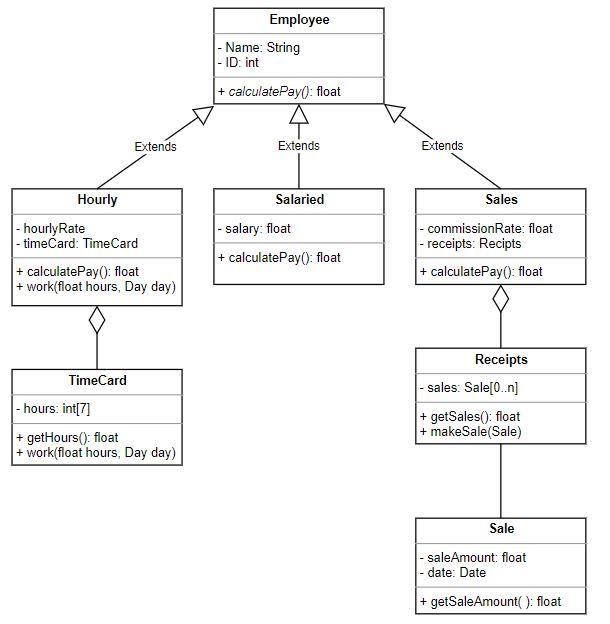 Employee
- Name: String
- ID: int
+ calculatePay(): float
Extends
Extends
Extends
Hourly
- hourlyRate
- timeCard: TimeCard
+ calculatePay(): float
+ work(float hours, Day day)
Salaried
- salary: float
+ calculatePay(): float
Sales
- commissionRate: float
- receipts: Recipts
+ calculatePay(): float
TimeCard
- hours: int[7]
+ getHours(): float
+ work(float hours, Day day)
Receipts
- sales: Sale[0..n]
+ getSales(): float
+ makeSale(Sale)
Sale
- saleAmount: float
- date: Date
+ getSaleAmount( ): float